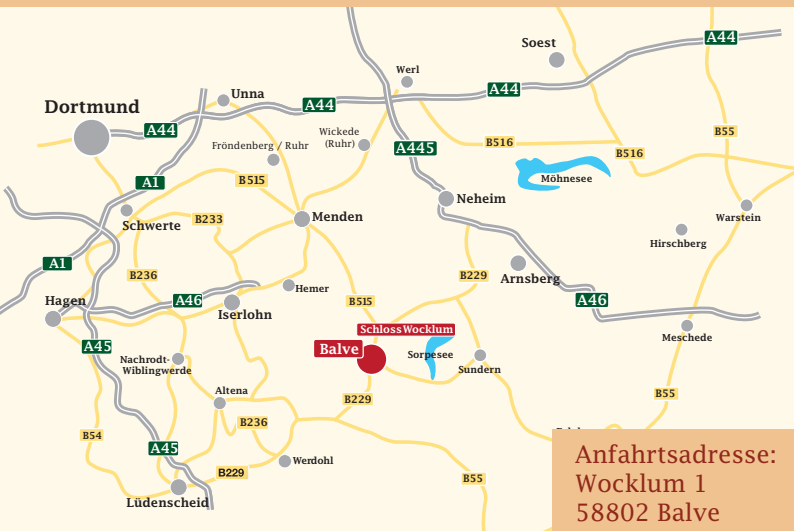 A44
Soest
Werl
A44
Unna
A44
Dortmund
A44
B55
Wickede
(Ruhr)
Fröndenberg / Ruhr
A445
B516
B516
Möhnesee
A1
B515
Neheim
Warstein
Schwerte
B233
Menden
Hirschberg
A1
B236
B229
Arnsberg
Hemer
Hagen
A46
Iserlohn
B515
A46
Schloss Wocklum
Balve
Sorpesee
Meschede
A45
Nachrodt-
Wiblingwerde
Sundern
Altena
B229
B55
B236
B54
A45
Werdohl
B229
B55
Lüdenscheid
Anfahrtsadresse:
Wocklum 1
58802 Balve